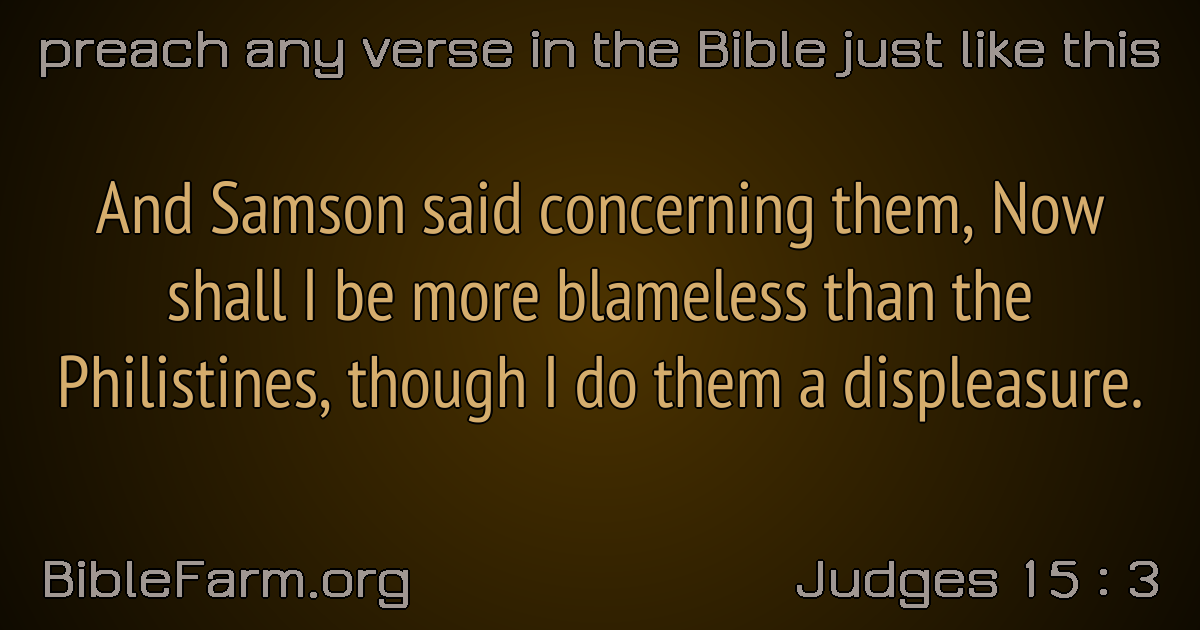 preach any verse in the Bible just like this
And Samson said concerning them, Now
shall I be more blameless than the
Philistines, though I do them a displeasure.
BibleFarm.org
Judges 15 : 3